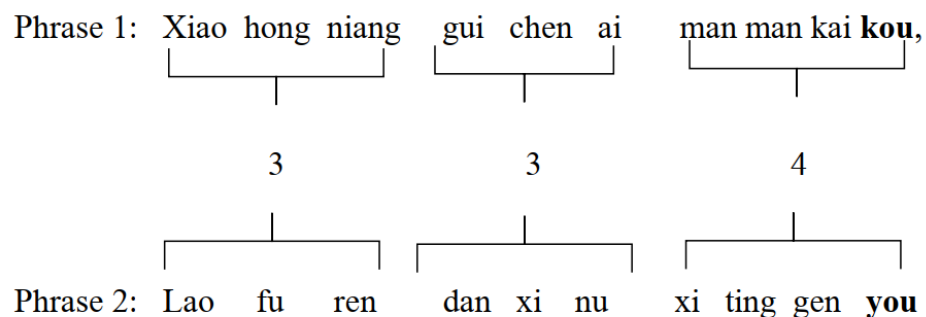 Phrase 1: Xiao hong niang gui chen ai man man kai kou,
3 3 4
Phrase 2: Lao fu ren dan xi nu xi ting gen you